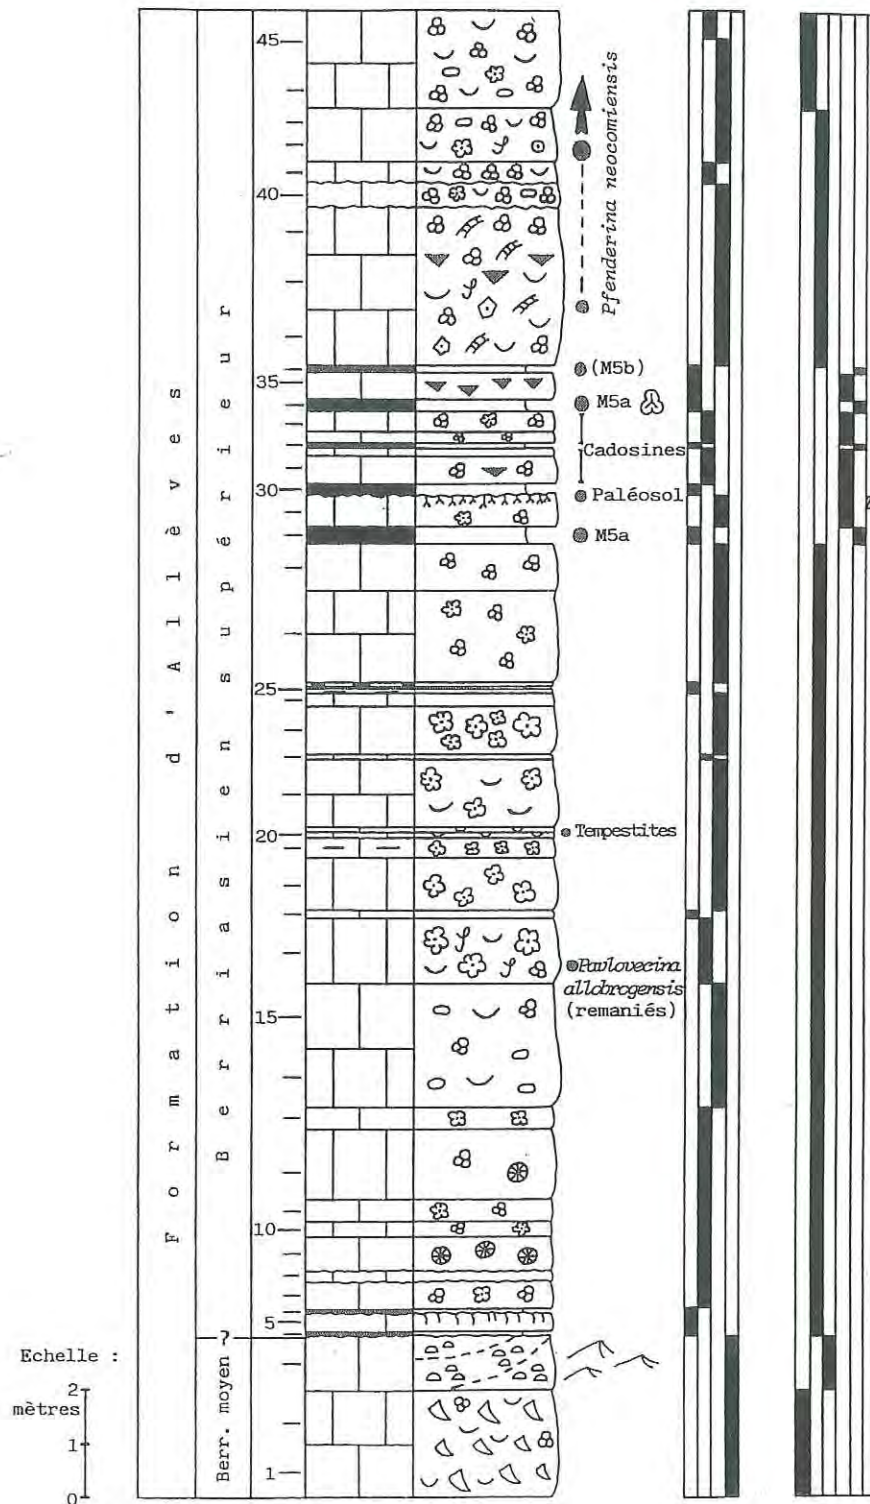 Formation d'Allèves
Berriasien supérieur
Berr. moyen
?
45
40
35
30
25
20
15
10
5
1
Pfenderina neocomiensis
(M5b)
M5a
Cadosines
Paléosol
M5a
Tempestites
Pavlovecina
allobrogensis
(remaniés)
Echelle :
2
mètres
1
0